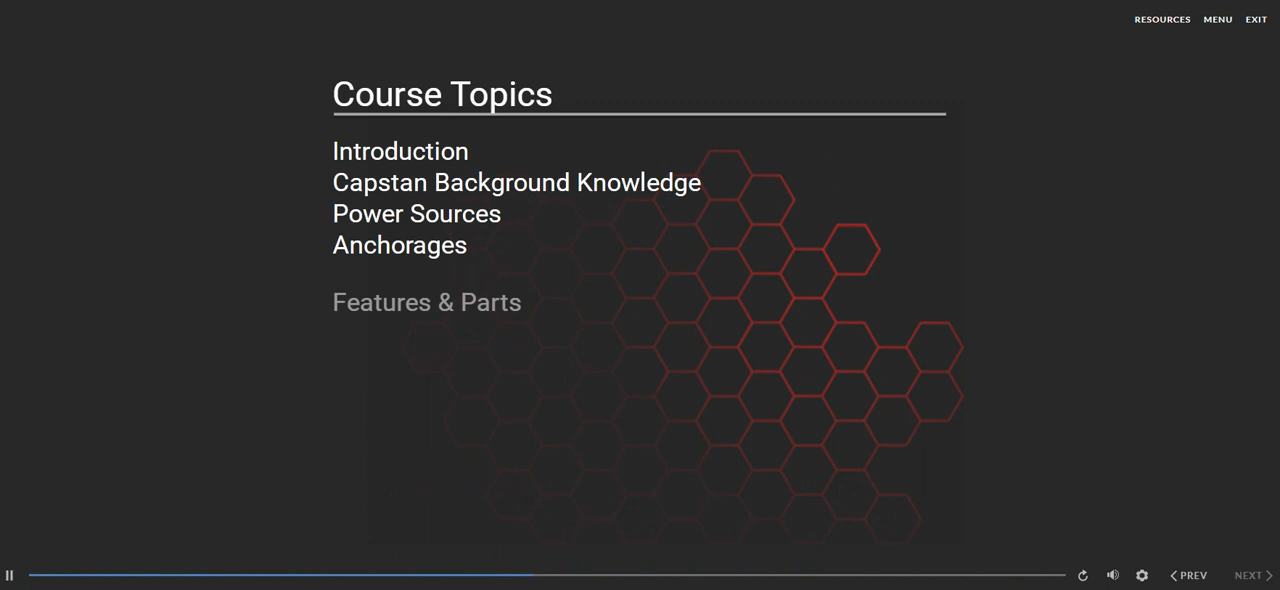 RESOURCES MENU EXIT
Course Topics
Introduction
Capstan Background Knowledge
Power Sources
Anchorages
Features & Parts
PREV NEXT